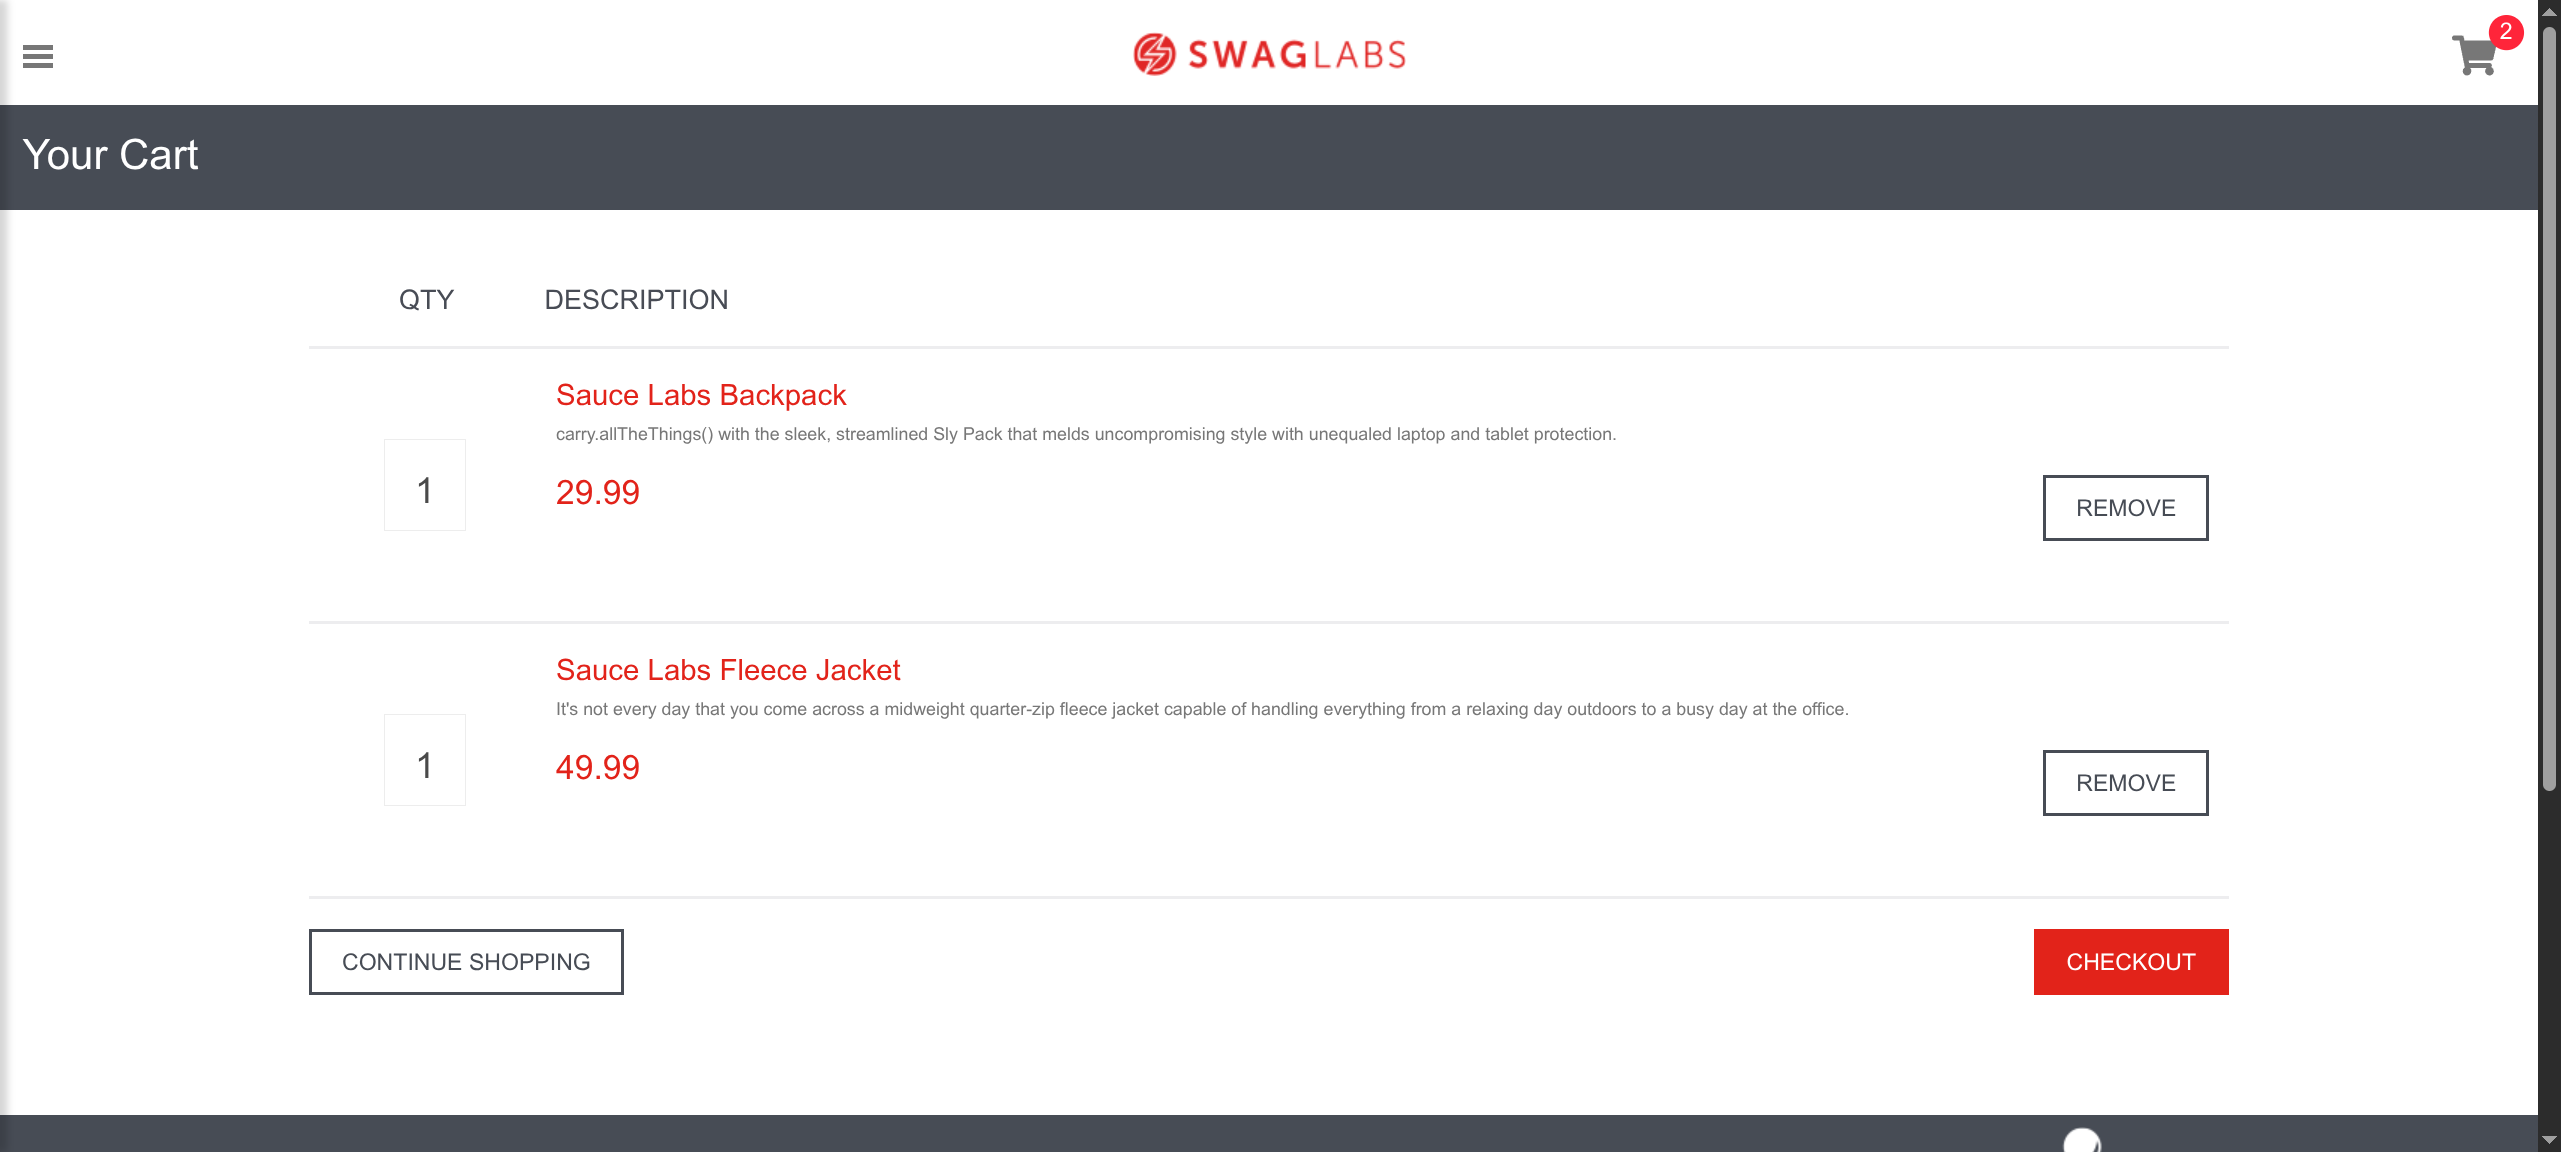 SWAGLABS
2
Your Cart
QTY DESCRIPTION
Sauce Labs Backpack
carry.allTheThings() with the sleek, streamlined Sly Pack that melds uncompromising style with unequaled laptop and tablet protection.
1
29.99
REMOVE
Sauce Labs Fleece Jacket
It's not every day that you come across a midweight quarter-zip fleece jacket capable of handling everything from a relaxing day outdoors to a busy day at the office.
1
49.99
REMOVE
CONTINUE SHOPPING
CHECKOUT